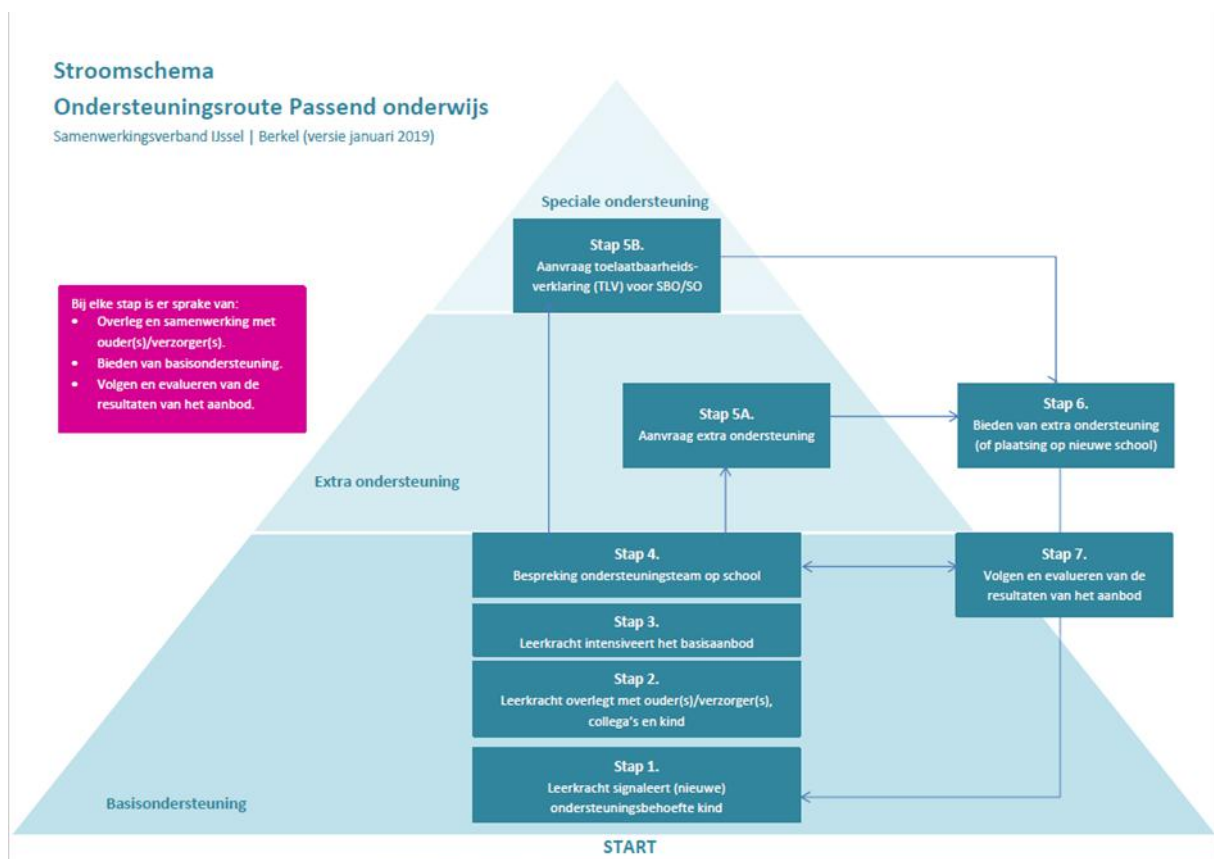 Stroomschema
Ondersteuningsroute Passend onderwijs
Samenwerkingsverband IJssel | Berkel (versie januari 2019)
Speciale ondersteuning
Stap 5B.
Aanvraag toelaatbaarheids-
verklaring (TLV) voor SBO/SO
Bij elke stap is er sprake van:
• Overleg en samenwerking met
ouder(s)/verzorger(s).
• Bieden van basisondersteuning.
• Volgen en evalueren van de
resultaten van het aanbod.
Stap 5A.
Aanvraag extra ondersteuning
Stap 6.
Bieden van extra ondersteuning
(of plaatsing op nieuwe school)
Extra ondersteuning
Stap 4.
Bespreking ondersteuningsteam op school
Stap 7.
Volgen en evalueren van de
resultaten van het aanbod
Stap 3.
Leerkracht intensiveert het basisaanbod
Stap 2.
Leerkracht overlegt met ouder(s)/verzorger(s),
collega's en kind
Stap 1.
Leerkracht signaleert (nieuwe)
ondersteuningsbehoefte kind
Basisondersteuning
START